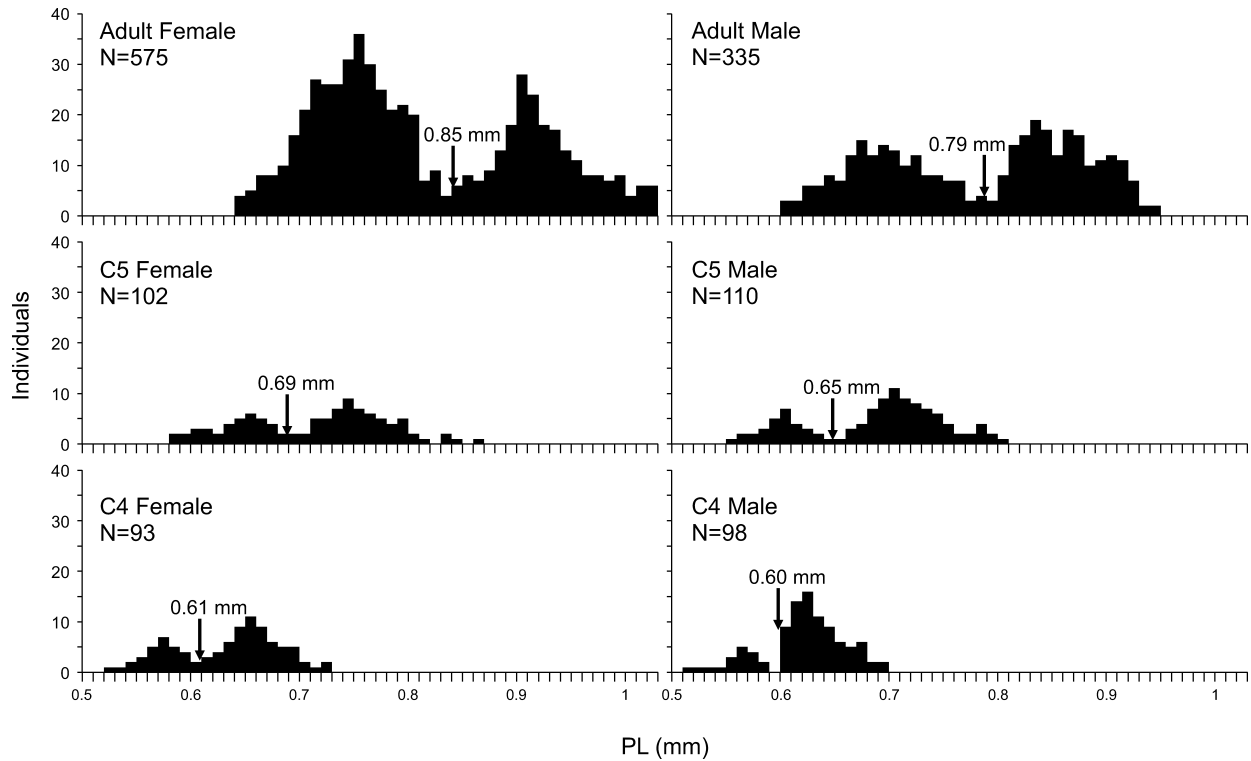 40
30
20
10
0
Adult Female
N=575
0.85 mm
Adult Male
N=335
0.79 mm
40
30
20
10
0
C5 Female
N=102
0.69 mm
C5 Male
N=110
0.65 mm
Individuals
40
30
20
10
0
C4 Female
N=93
0.61 mm
C4 Male
N=98
0.60 mm
0.5 0.6 0.7 0.8 0.9 1 0.5 0.6 0.7 0.8 0.9 1
PL (mm)